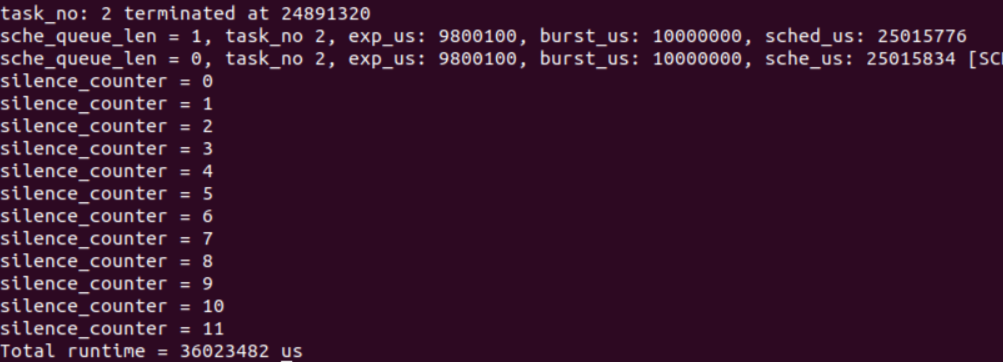 task_no: 2 terminated at 24891320
sche_queue_len = 1, task_no 2, exp_us: 9800100, burst_us: 10000000, sched_us: 25015776
sche_queue_len = 0, task_no 2, exp_us: 9800100, burst_us: 10000000, sche_us: 25015834 [SCH
silence_counter = 0
silence_counter = 1
silence_counter = 2
silence_counter = 3
silence_counter = 4
silence_counter = 5
silence_counter = 6
silence_counter = 7
silence_counter = 8
silence_counter = 9
silence_counter = 10
silence_counter = 11
Total runtime = 36023482 us